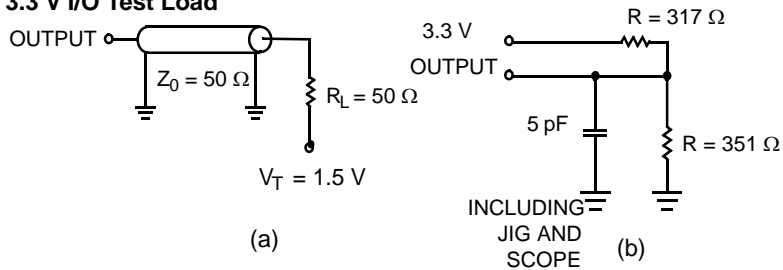 3.3 V I/O Test Load
OUTPUT
Z0 = 50 Ω
RL = 50 Ω
VT = 1.5 V
(a)
3.3 V
OUTPUT
R = 317 Ω
5 pF
R = 351 Ω
INCLUDING
JIG AND
SCOPE
(b)